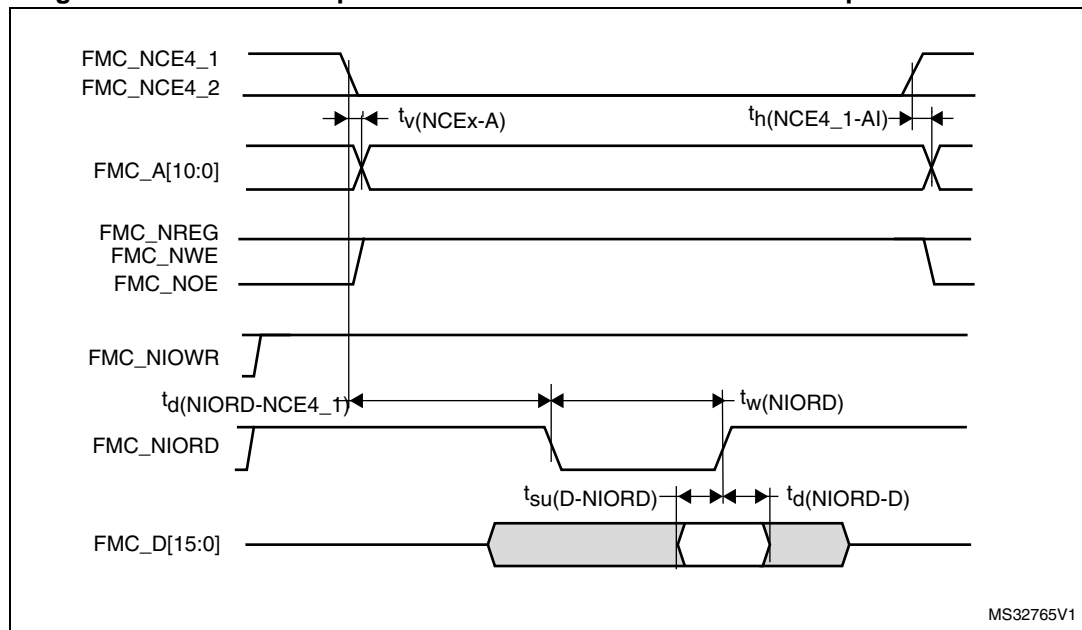 FMC_NCE4_1
FMC_NCE4_2
tv(NCEx-A)
th(NCE4_1-AI)
FMC_A[10:0]
FMC_NREG
FMC_NWE
FMC_NOE
FMC_NIOWR
td(NIORD-NCE4_1)
tw(NIORD)
FMC_NIORD
tsu(D-NIORD)
td(NIORD-D)
FMC_D[15:0]
MS32765V1